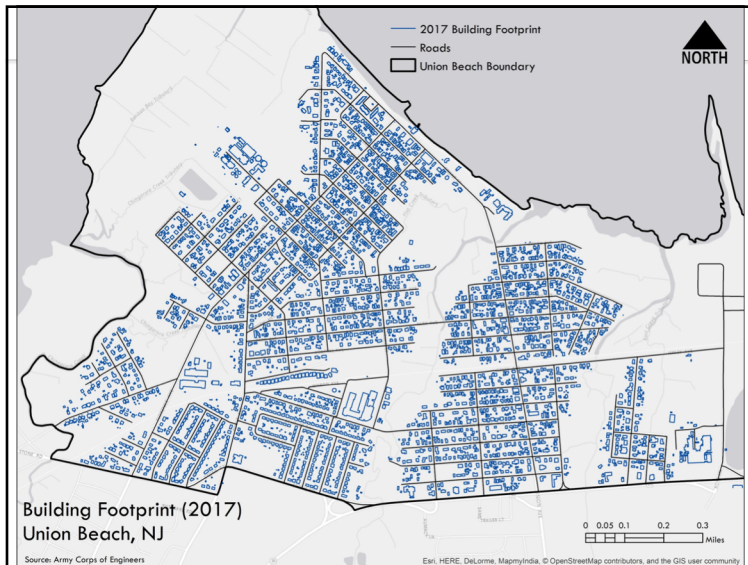 2017 Building Footprint
Roads
Union Beach Boundary
NORTH
Building Footprint (2017)
Union Beach, NJ
Source: Army Corps of Engineers
0 0.05 0.1 0.2 0.3
Miles
Esri, HERE, DeLorme, MapmyIndia, © OpenStreetMap contributors, and the GIS user community